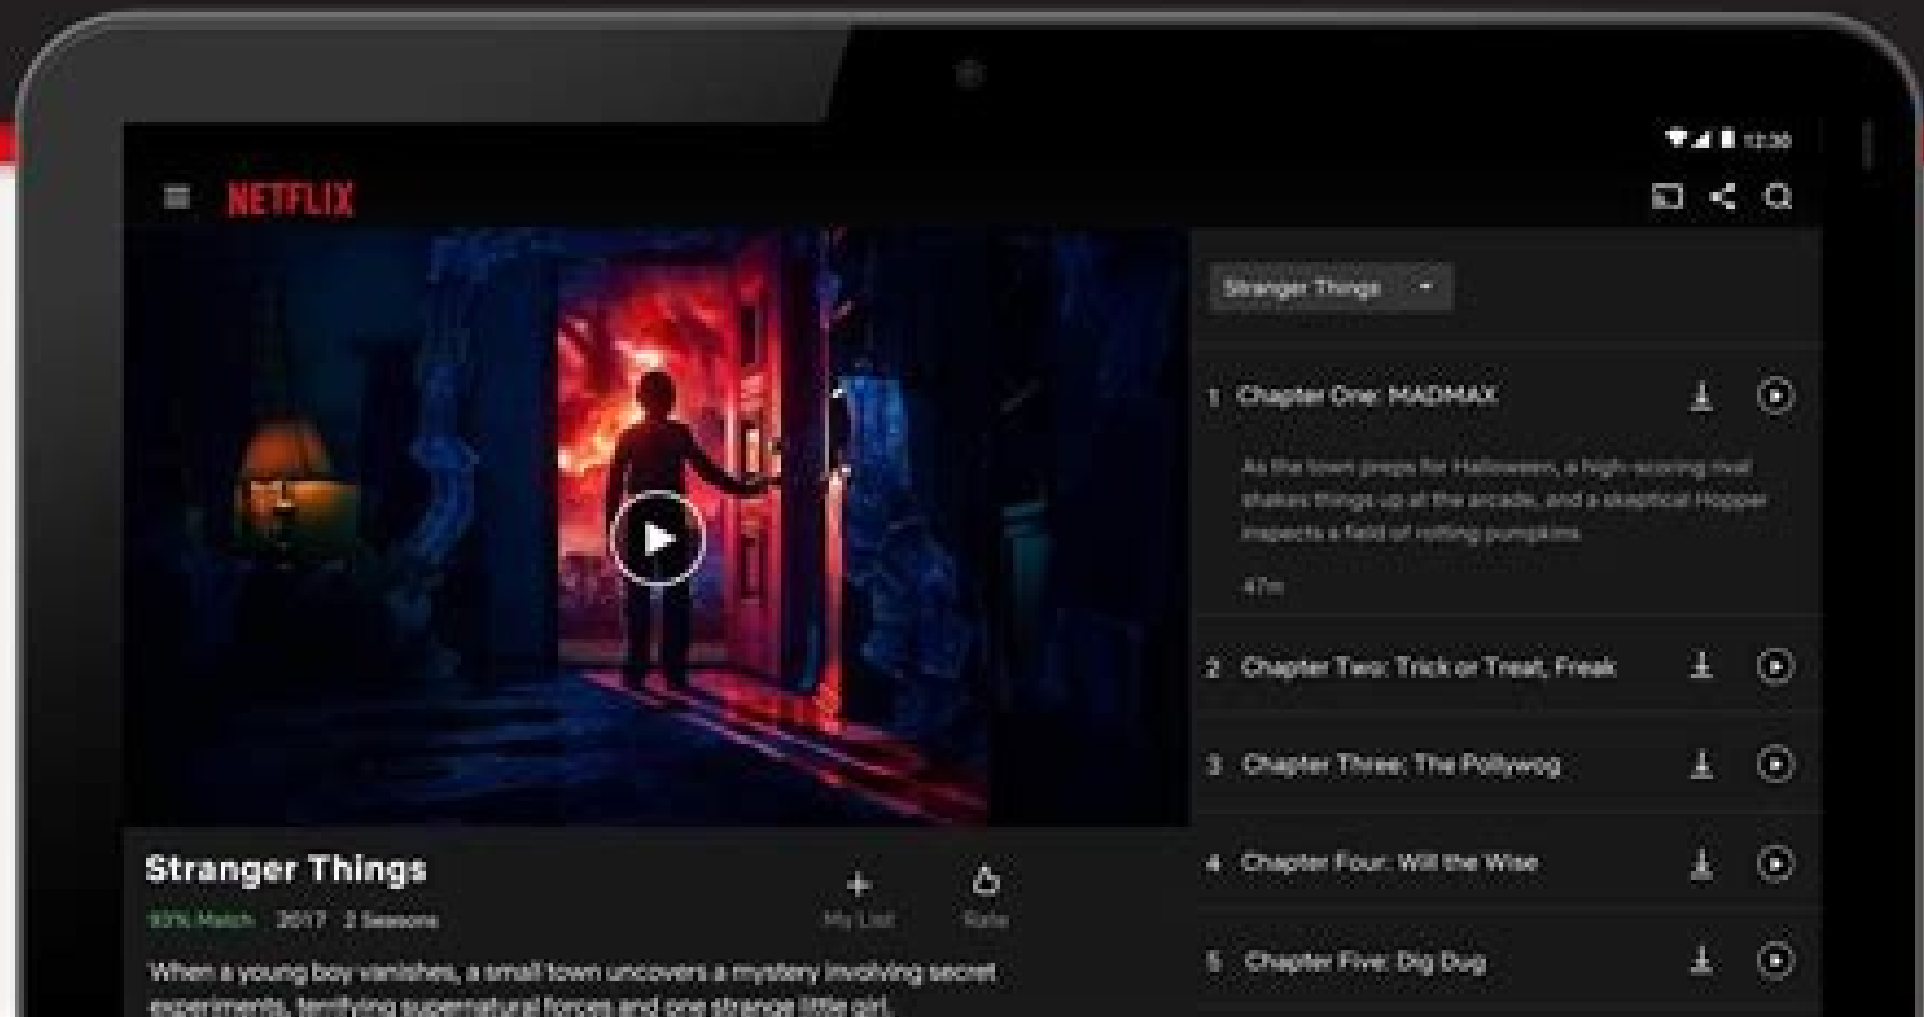 12:30
NETFLIX
Stranger Things
1 Chapter One: MADMAX
As the town preps for Halloween, a high-scoring rival
shakes things up at the arcade, and a skeptical Hopper
inspects a field of rotting pumpkins.
47m
2 Chapter Two: Trick or Treat, Freak
3 Chapter Three: The Pollywog
4 Chapter Four: Will the Wise
5 Chapter Five: Dig Dug
Stranger Things
93% Match 2017 2 Seasons
My List Rate
When a young boy vanishes, a small town uncovers a mystery involving secret
experiments, terrifying supernatural forces and one strange little girl.